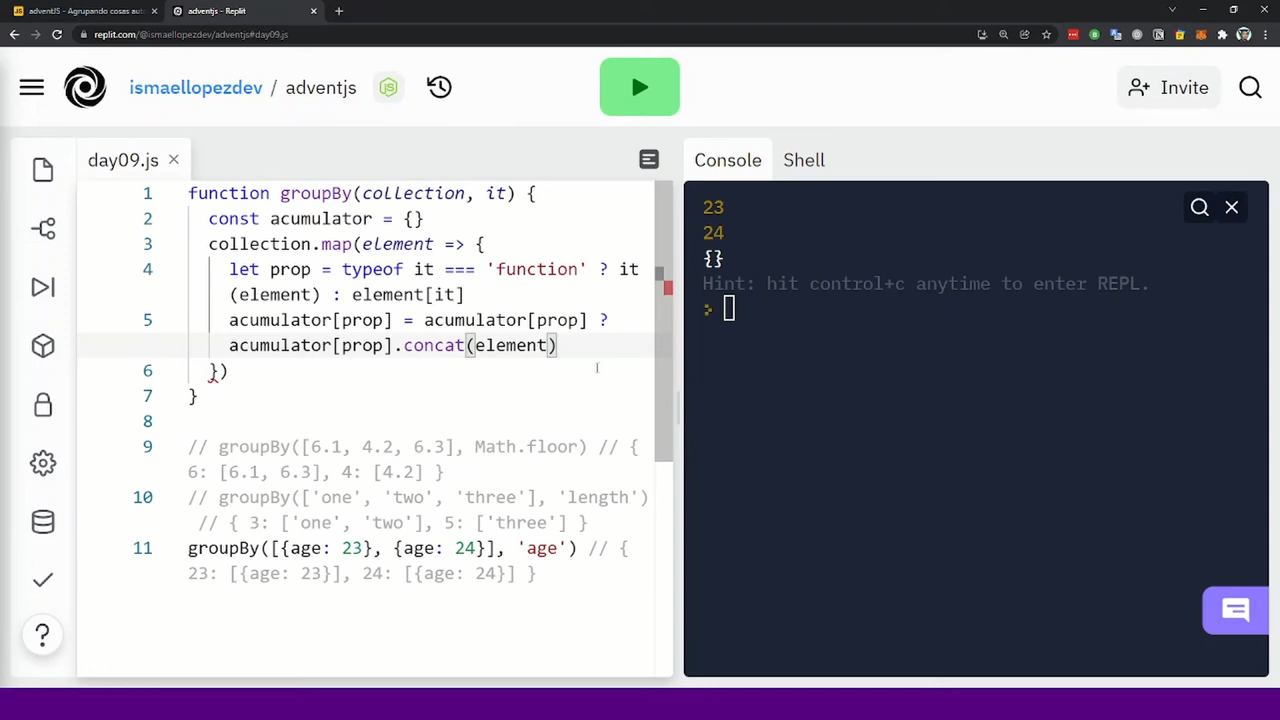 adventJS - Agrupando cosas aut
adventjs - Replit
replit.com/@ismaellopezdev/adventjs#day09.js
ismaellopezdev / adventjs
Invite
day09.js
Console
Shell
1 function groupBy(collection, it) {
2 const acumulator = {}
3 collection.map(element => {
4 let prop = typeof it === 'function' ? it
(element) : element[it]
5 acumulator[prop] = acumulator[prop] ?
acumulator[prop].concat(element)
6 })
7 }
8
9 // groupBy([6.1, 4.2, 6.3], Math.floor) // {
6: [6.1, 6.3], 4: [4.2] }
10 // groupBy(['one', 'two', 'three'], 'length')
// { 3: ['one', 'two'], 5: ['three'] }
11 groupBy([{age: 23}, {age: 24}], 'age') // {
23: [{age: 23}], 24: [{age: 24}] }
?
23
24
{}
Hint: hit control+c anytime to enter REPL.